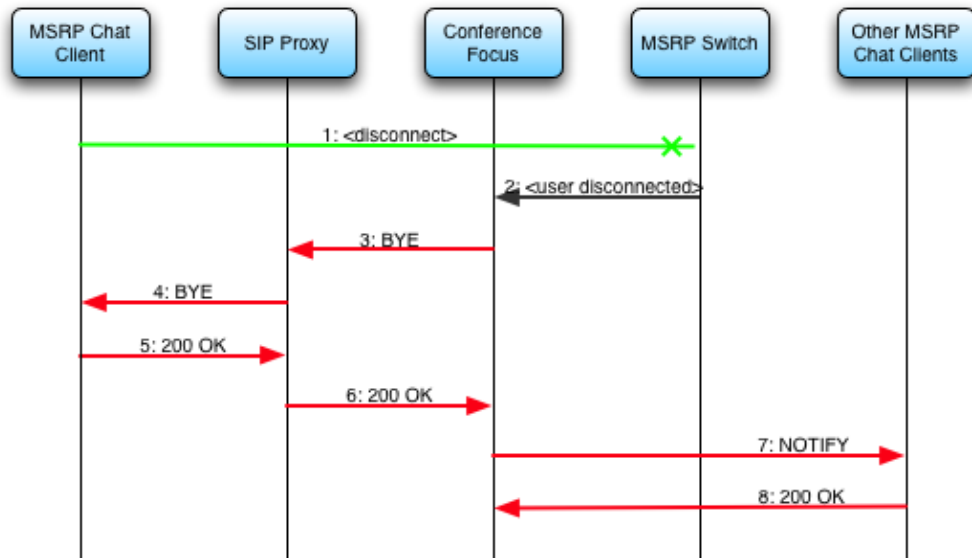 MSRP Chat
Client
SIP Proxy
Conference
Focus
MSRP Switch
Other MSRP
Chat Clients
1: <disconnect>
2: <user disconnected>
3: BYE
4: BYE
5: 200 OK
6: 200 OK
7: NOTIFY
8: 200 OK